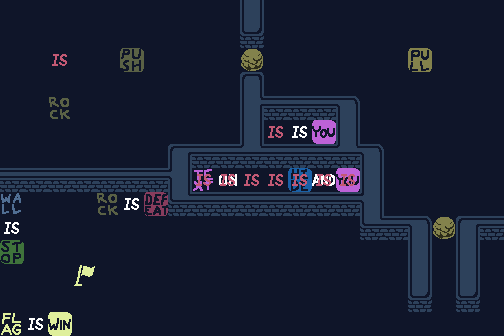 IS PUSH PULL
ROCK
IS IS YOU
TEXT IS IS IS AND YOU
WALL ROCK IS DEFEAT
IS
STOP
FLAG IS WIN